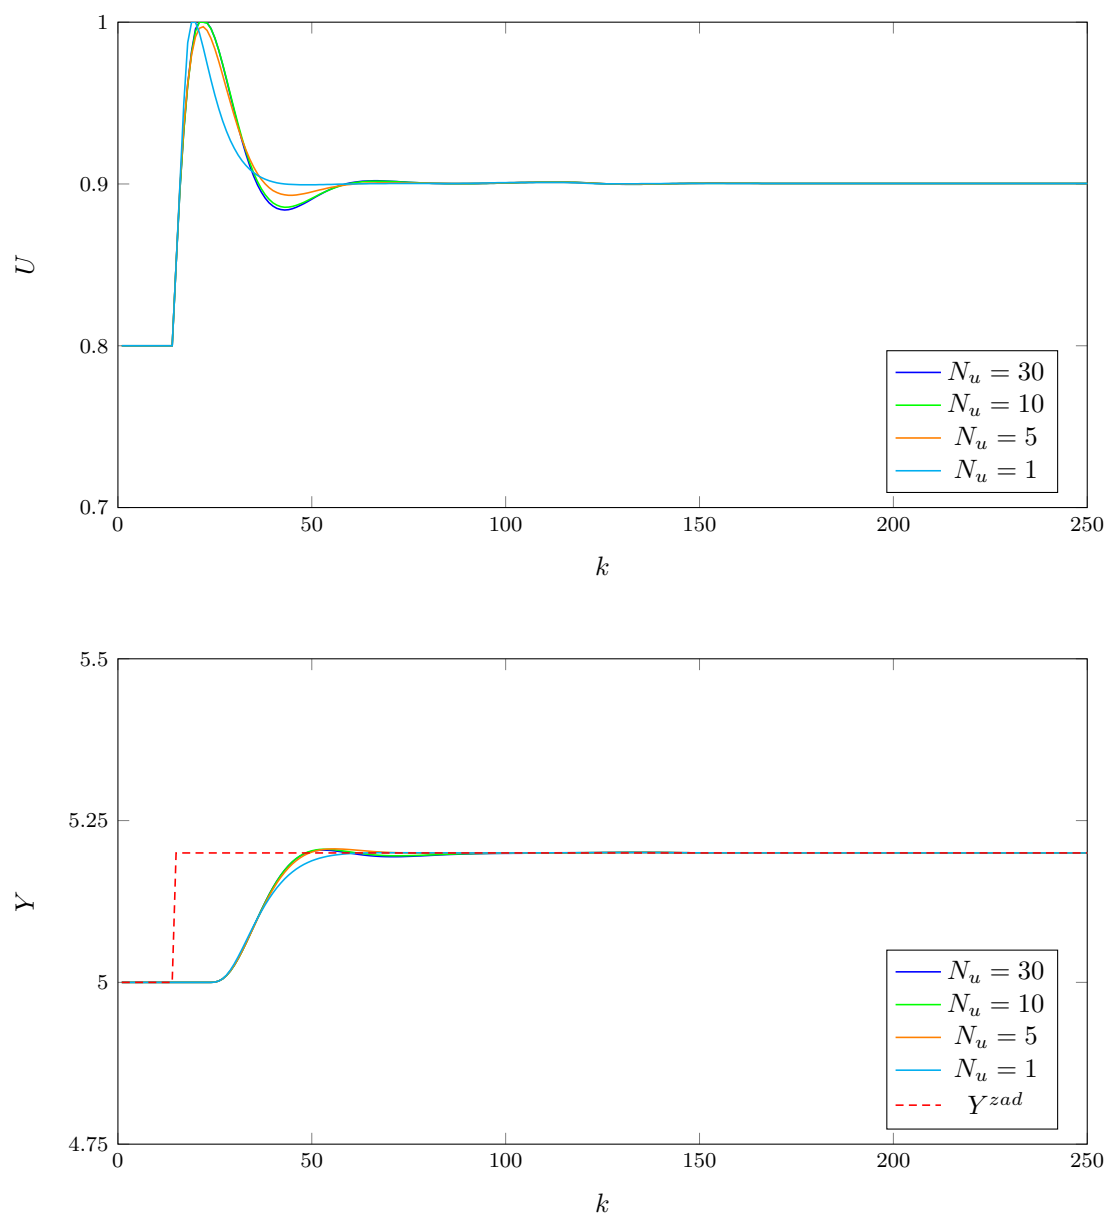 1
0.9
0.8
0.7
0
50
100
150
200
250
U
k
N_u = 30
N_u = 10
N_u = 5
N_u = 1
5.5
5.25
5
4.75
0
50
100
150
200
250
Y
k
N_u = 30
N_u = 10
N_u = 5
N_u = 1
Y^{zad}